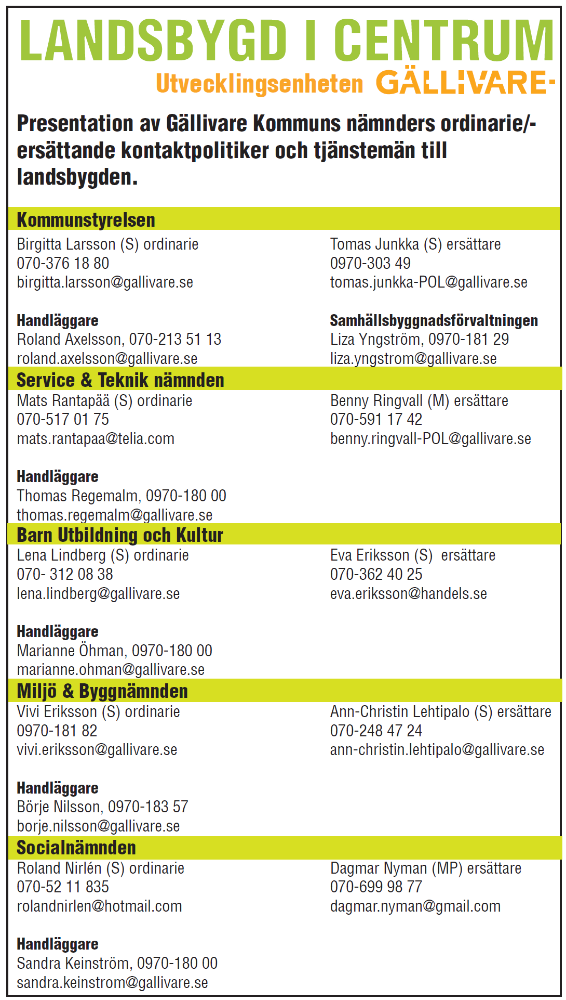 LANDSBYGD I CENTRUM
Utvecklingsenheten GÄLLIVARE-
Presentation av Gällivare Kommuns nämnders ordinarie/-
ersättande kontaktpolitiker och tjänstemän till
landsbygden.
Kommunstyrelsen
Birgitta Larsson (S) ordinarie
070-376 18 80
birgitta.larsson@gallivare.se
Tomas Junkka (S) ersättare
0970-303 49
tomas.junkka-POL@gallivare.se
Handläggare
Roland Axelsson, 070-213 51 13
roland.axelsson@gallivare.se
Samhällsbyggnadsförvaltningen
Liza Yngström, 0970-181 29
liza.yngstrom@gallivare.se
Service & Teknik nämnden
Mats Rantapää (S) ordinarie
070-517 01 75
mats.rantapaa@telia.com
Benny Ringvall (M) ersättare
070-591 17 42
benny.ringvall-POL@gallivare.se
Handläggare
Thomas Regemalm, 0970-180 00
thomas.regemalm@gallivare.se
Barn Utbildning och Kultur
Lena Lindberg (S) ordinarie
070- 312 08 38
lena.lindberg@gallivare.se
Eva Eriksson (S)  ersättare
070-362 40 25
eva.eriksson@handels.se
Handläggare
Marianne Öhman, 0970-180 00
marianne.ohman@gallivare.se
Miljö & Byggnämnden
Vivi Eriksson (S) ordinarie
0970-181 82
vivi.eriksson@gallivare.se
Ann-Christin Lehtipalo (S) ersättare
070-248 47 24
ann-christin.lehtipalo@gallivare.se
Handläggare
Börje Nilsson, 0970-183 57
borje.nilsson@gallivare.se
Socialnämnden
Roland Nirlén (S) ordinarie
070-52 11 835
rolandnirlen@hotmail.com
Dagmar Nyman (MP) ersättare
070-699 98 77
dagmar.nyman@gmail.com
Handläggare
Sandra Keinström, 0970-180 00
sandra.keinstrom@gallivare.se